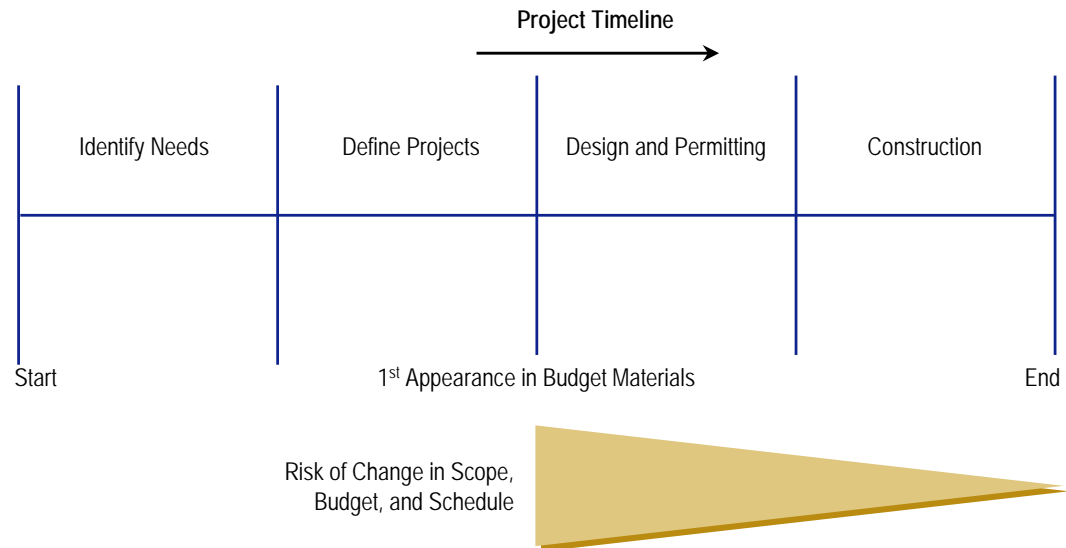 Project Timeline
Identify Needs
Define Projects
Design and Permitting
Construction
Start
1st Appearance in Budget Materials
End
Risk of Change in Scope,
Budget, and Schedule